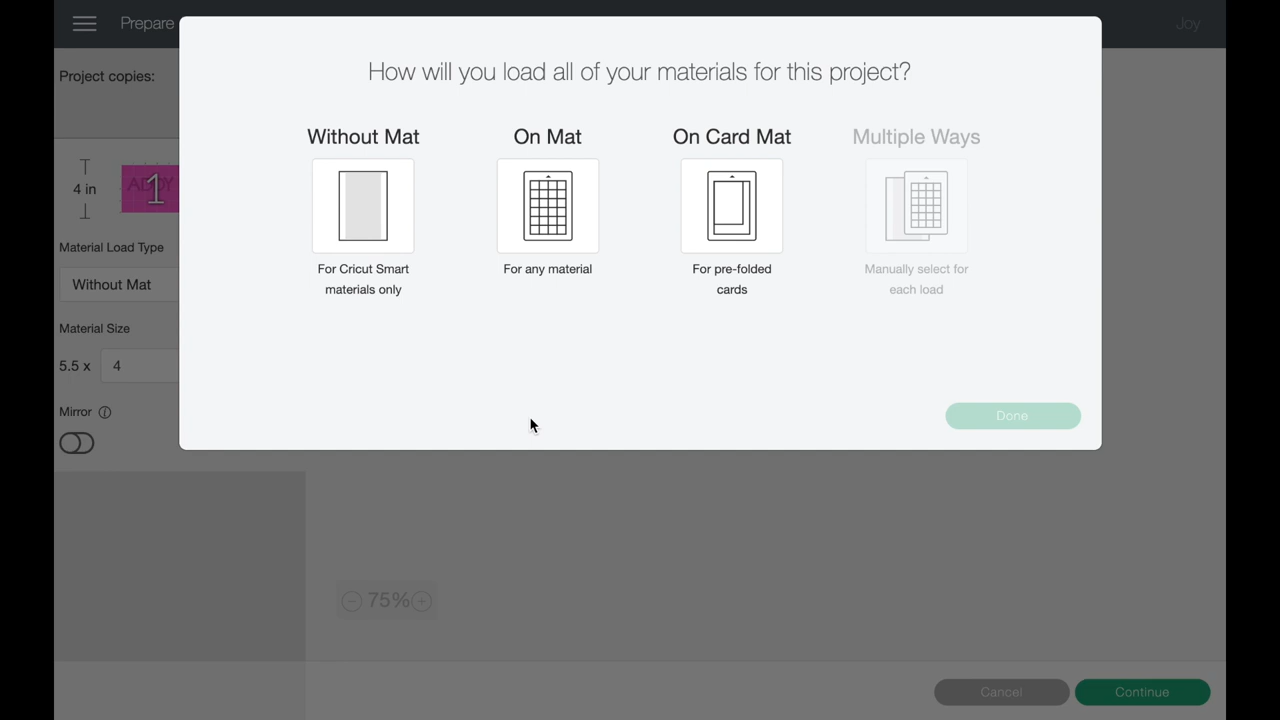 Prepare
Joy
Project copies:
How will you load all of your materials for this project?
Without Mat
On Mat
On Card Mat
Multiple Ways
For Cricut Smart
materials only
For any material
For pre-folded
cards
Manually select for
each load
4 in
ADDY
1
Material Load Type
Without Mat
Material Size
5.5 x
4
Mirror
Done
75%
Cancel
Continue